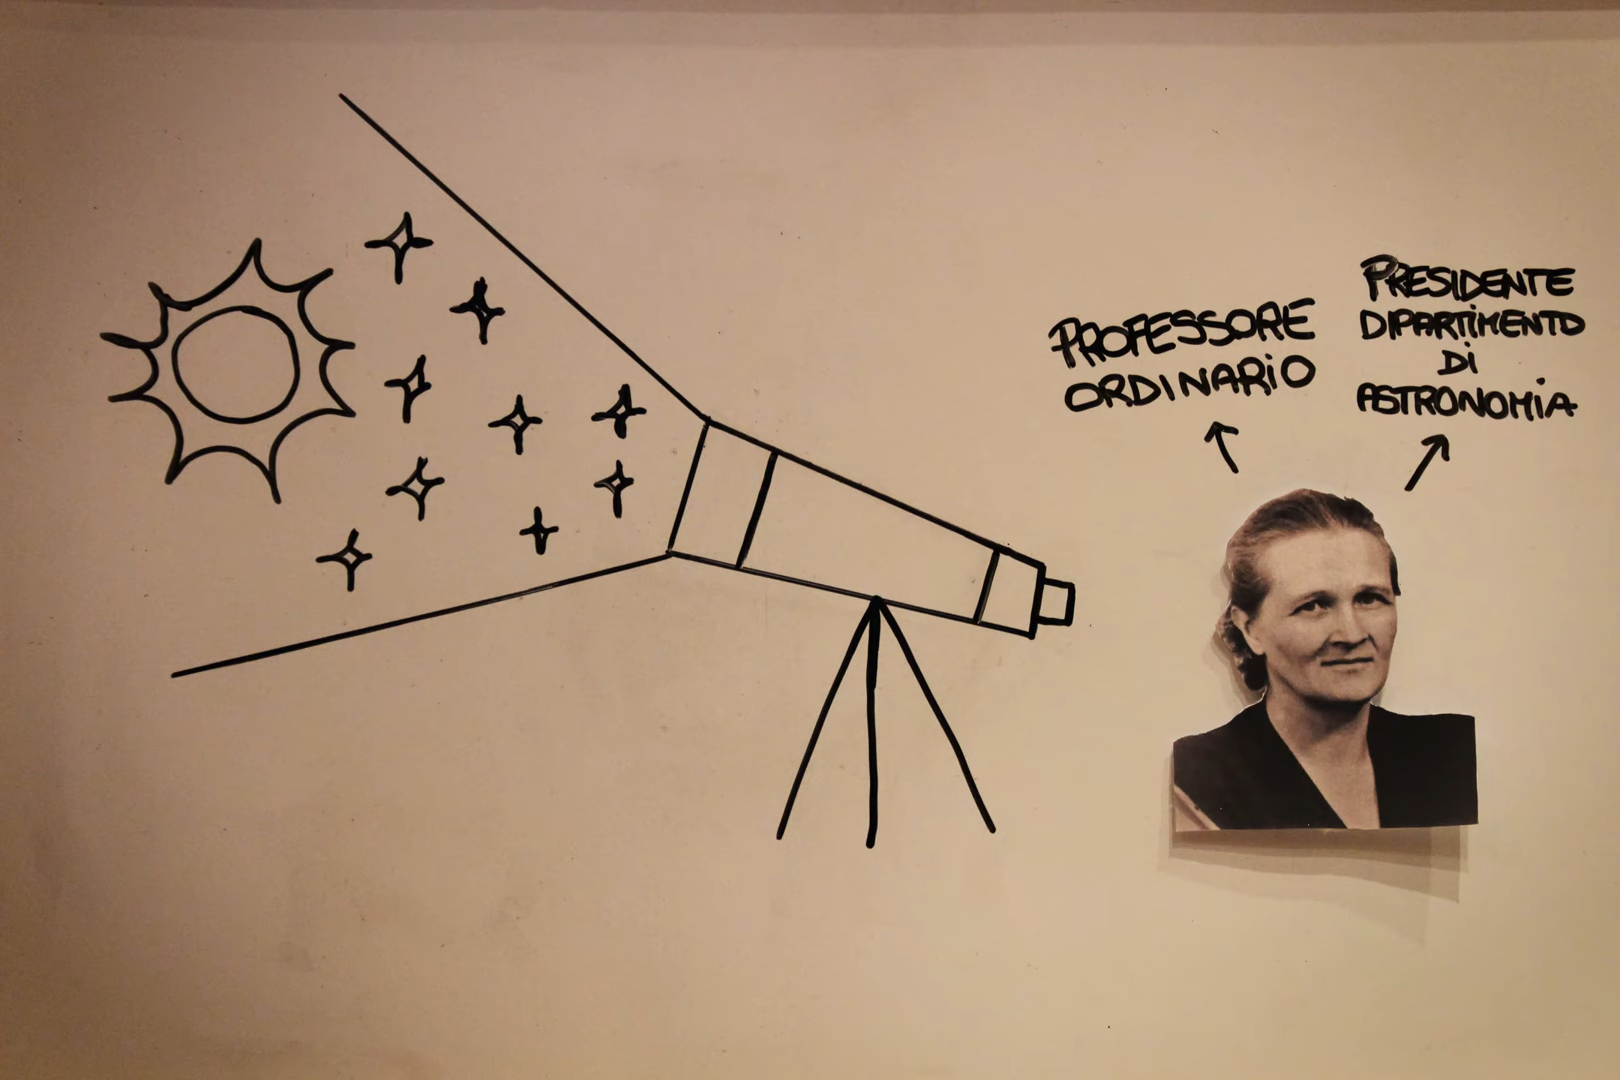 PROFESSORE
ORDINARIO
PRESIDENTE
DIPARTIMENTO
DI
ASTRONOMIA